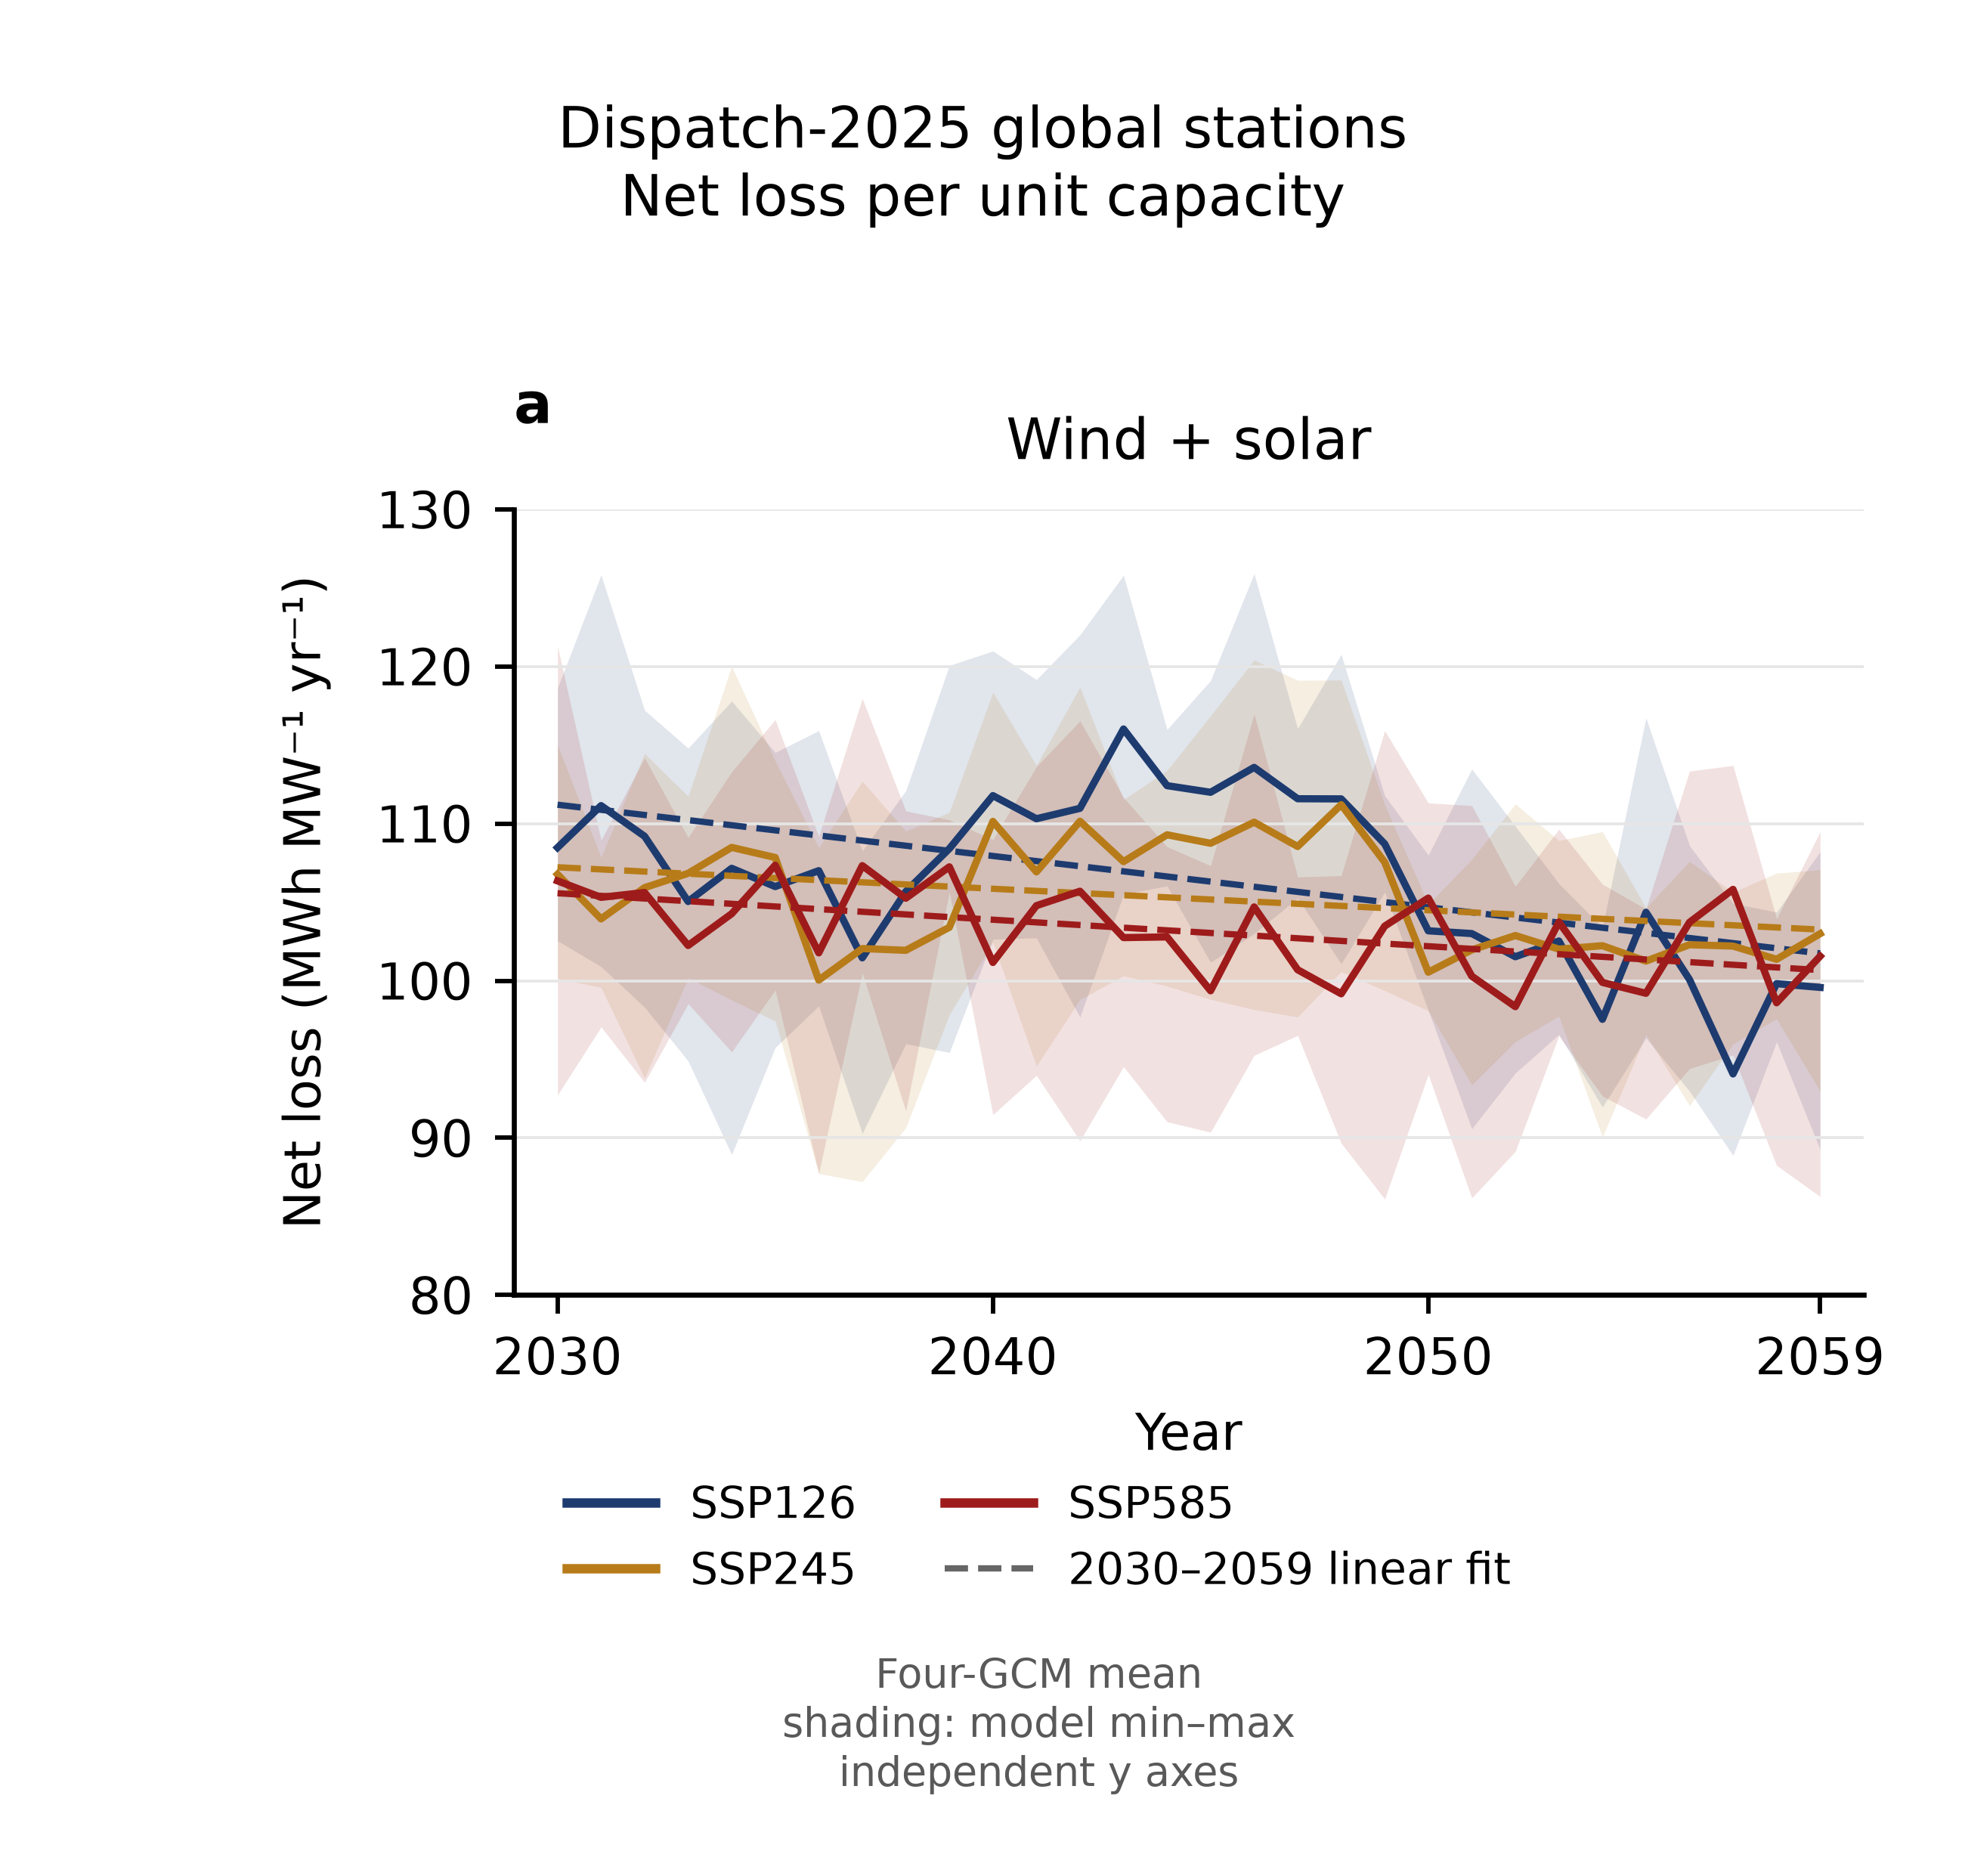 Dispatch-2025 global stations
Net loss per unit capacity
a
Wind + solar
Net loss (MWh MW⁻¹ yr⁻¹)
130
120
110
100
90
80
2030
2040
2050
2059
Year
SSP126
SSP585
SSP245
2030–2059 linear fit
Four-GCM mean
shading: model min–max
independent y axes